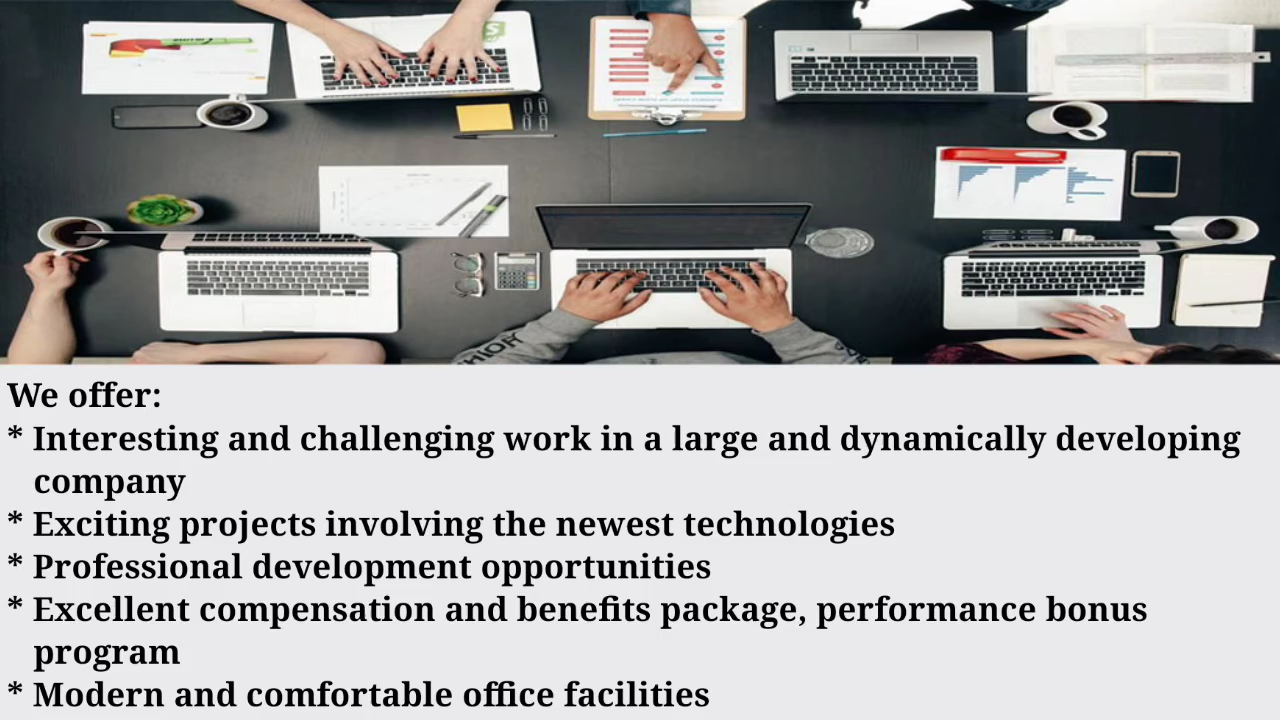 We offer:
* Interesting and challenging work in a large and dynamically developing
company
* Exciting projects involving the newest technologies
* Professional development opportunities
* Excellent compensation and benefits package, performance bonus
program
* Modern and comfortable office facilities